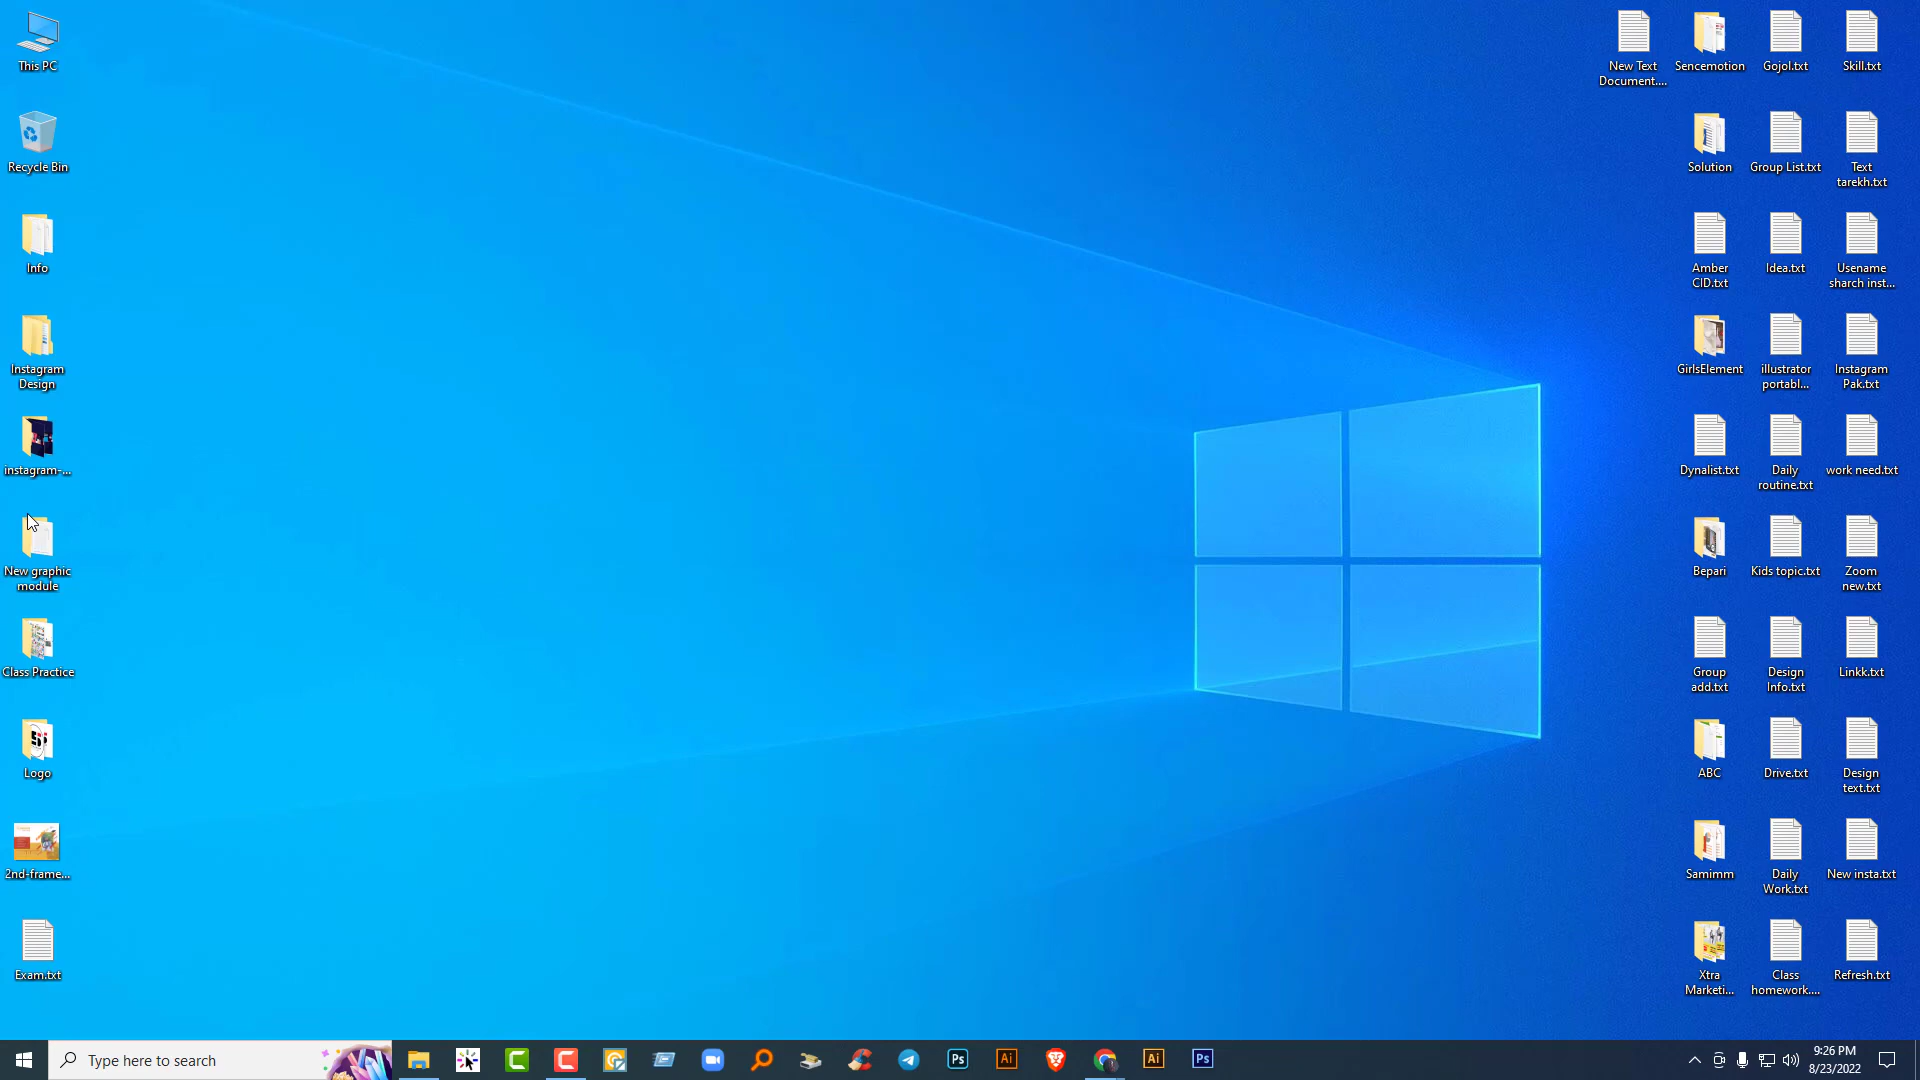 This PC
Recycle Bin
Info
Instagram
Design
instagram-...
New graphic
module
Class Practice
Logo
2nd-frame...
Exam.txt
New Text
Document....
Sencemotion
Gojol.txt
Skill.txt
Solution
Group List.txt
Text
tarekh.txt
Amber
CID.txt
Idea.txt
Usename
sharch inst...
GirlsElement
illustrator
portabl...
Instagram
Pak.txt
Dynalist.txt
Daily
routine.txt
work need.txt
Bepari
Kids topic.txt
Zoom
new.txt
Group
add.txt
Design
Info.txt
Linkk.txt
ABC
Drive.txt
Design
text.txt
Samimm
Daily
Work.txt
New insta.txt
Xtra
Marketi...
Class
homework....
Refresh.txt
Type here to search
Ps
Ai
Ai
Ps
9:26 PM
8/23/2022